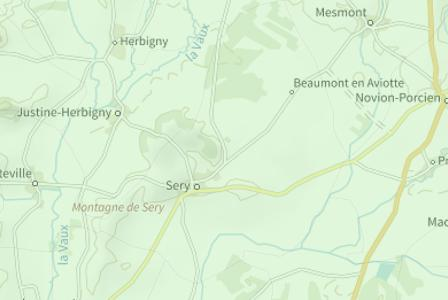 Mesmont
Herbigny
la Vaux
Beaumont en Aviotte
Novion-Porcien
Justine-Herbigny
Sery
Montagne de Sery
la Vaux